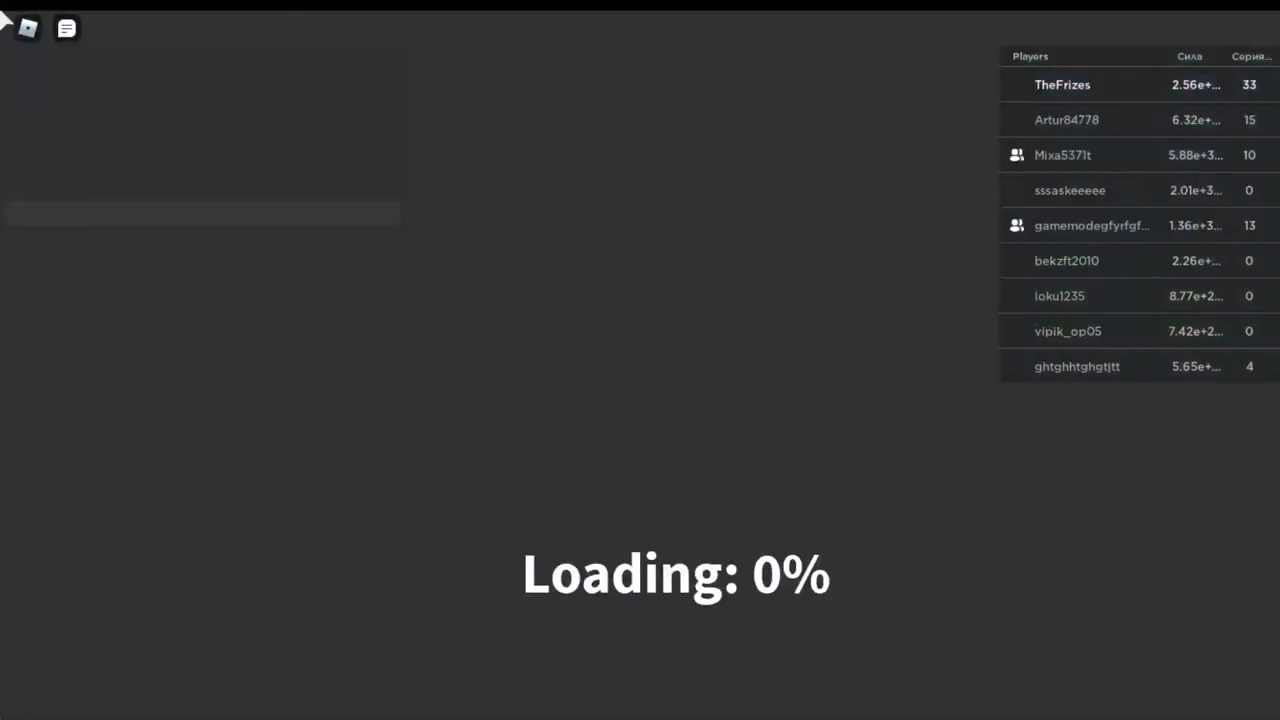 Players Сила Серия...
TheFrizes 2.56e+... 33
Artur84778 6.32e+... 15
Mixa5371t 5.88e+3... 10
sssaskeeeee 2.01e+3... 0
gamemodegfyrfgf... 1.36e+3... 13
bekzft2010 2.26e+... 0
loku1235 8.77e+2... 0
vipik_op05 7.42e+2... 0
ghtghhtghgtjtt 5.65e+... 4
Loading: 0%